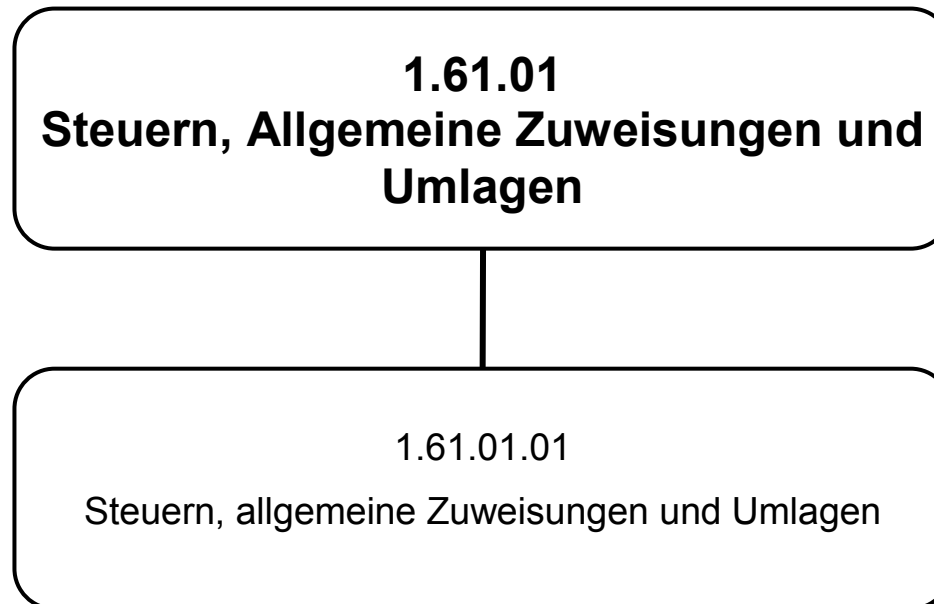 1.61.01
Steuern, Allgemeine Zuweisungen und
Umlagen
1.61.01.01
Steuern, allgemeine Zuweisungen und Umlagen